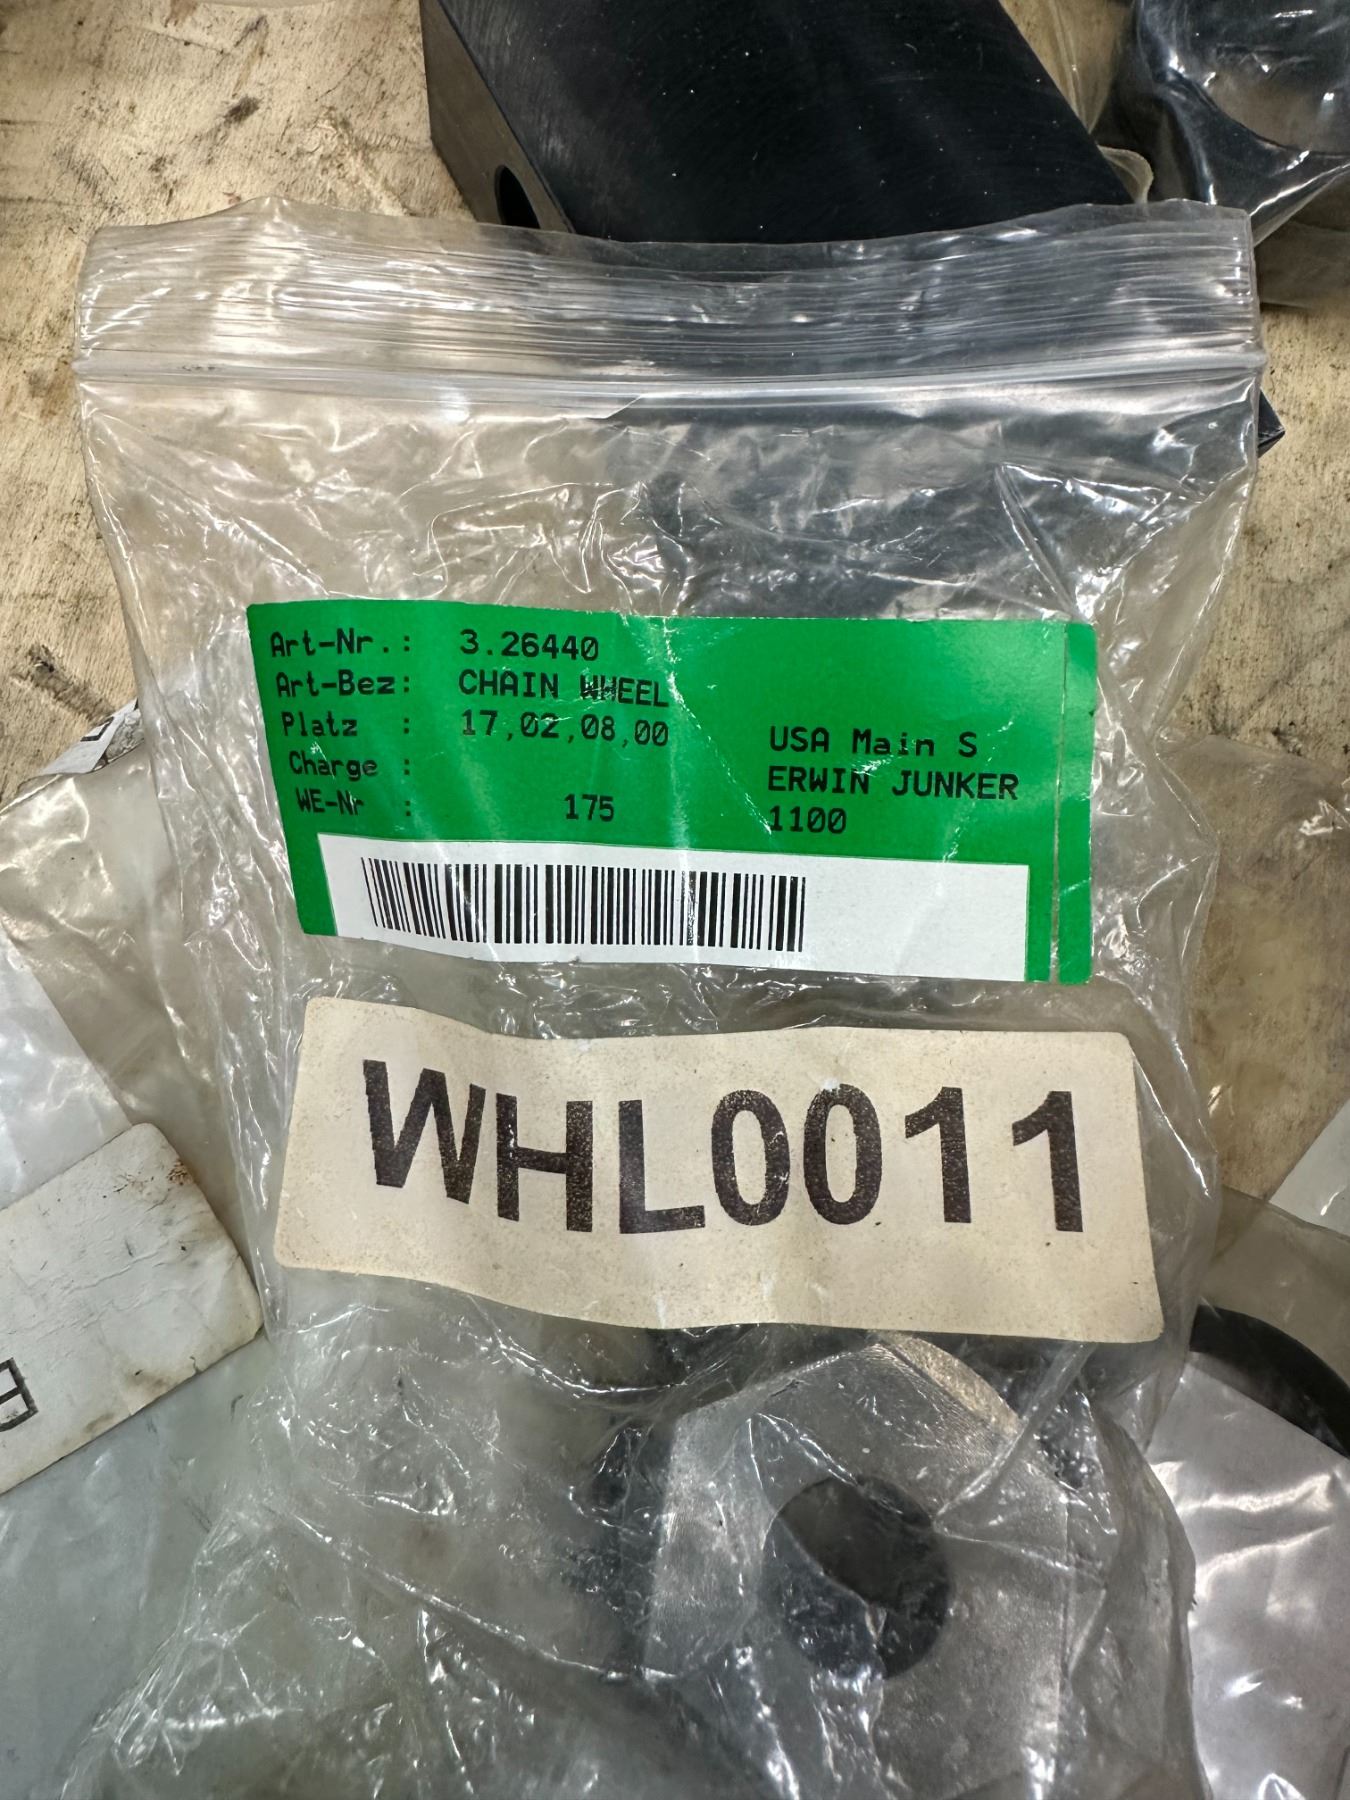 Art-Nr.: 3.26440
Art-Bez: CHAIN WHEEL
Platz : 17,02,08,00 USA Main S
Charge : ERWIN JUNKER
WE-Nr : 175 1100
WHL0011